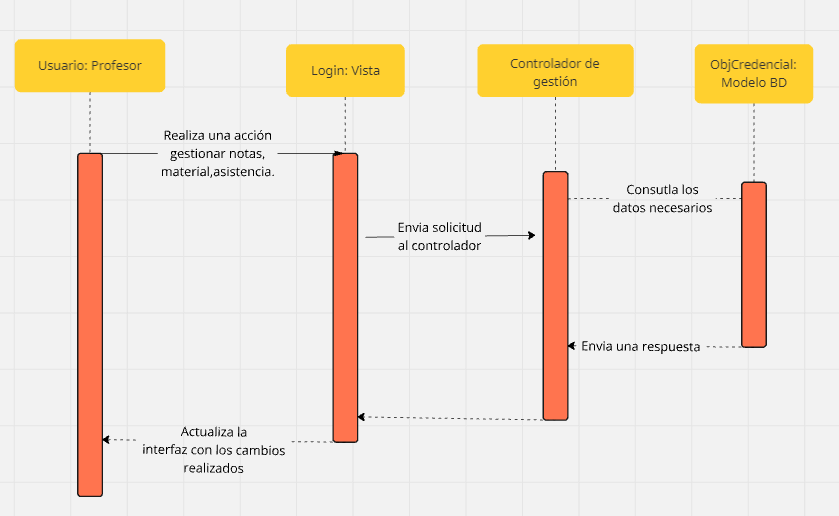 Usuario: Profesor
Login: Vista
Controlador de
gestión
ObjCredencial:
Modelo BD
Realiza una acción
gestionar notas,
material,asistencia.
Consutla los
datos necesarios
Envia solicitud
al controlador
Envia una respuesta
Actualiza la
interfaz con los cambios
realizados